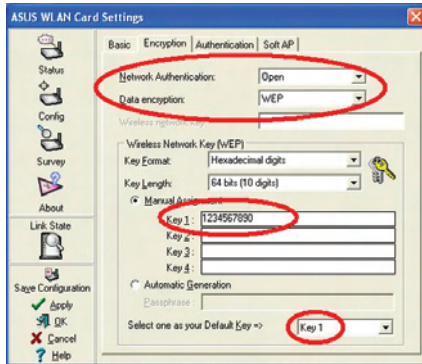 ASUS WLAN Card Settings
Basic Encryption Authentication Soft AP
Status
Config
Survey
About
Link State
Save Configuration
Apply
OK
Cancel
Help
Network Authentication: Open
Data encryption: WEP
Wireless network key:
Wireless Network Key (WEP)
Key Format: Hexadecimal digits
Key Length: 64 bits (10 digits)
Manual Assignment
Key 1: 1234567890
Key 2:
Key 3:
Key 4:
Automatic Generation
Passphrase:
Select one as your Default Key => Key 1